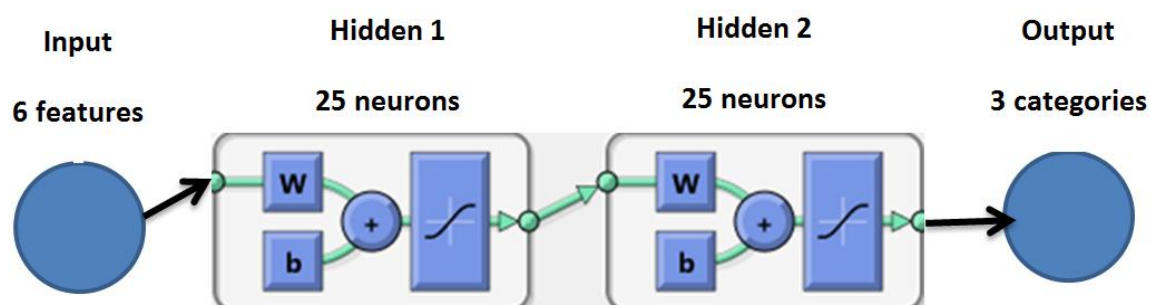 Input
Hidden 1
Hidden 2
Output
6 features
25 neurons
25 neurons
3 categories
W
+
b
W
+
b